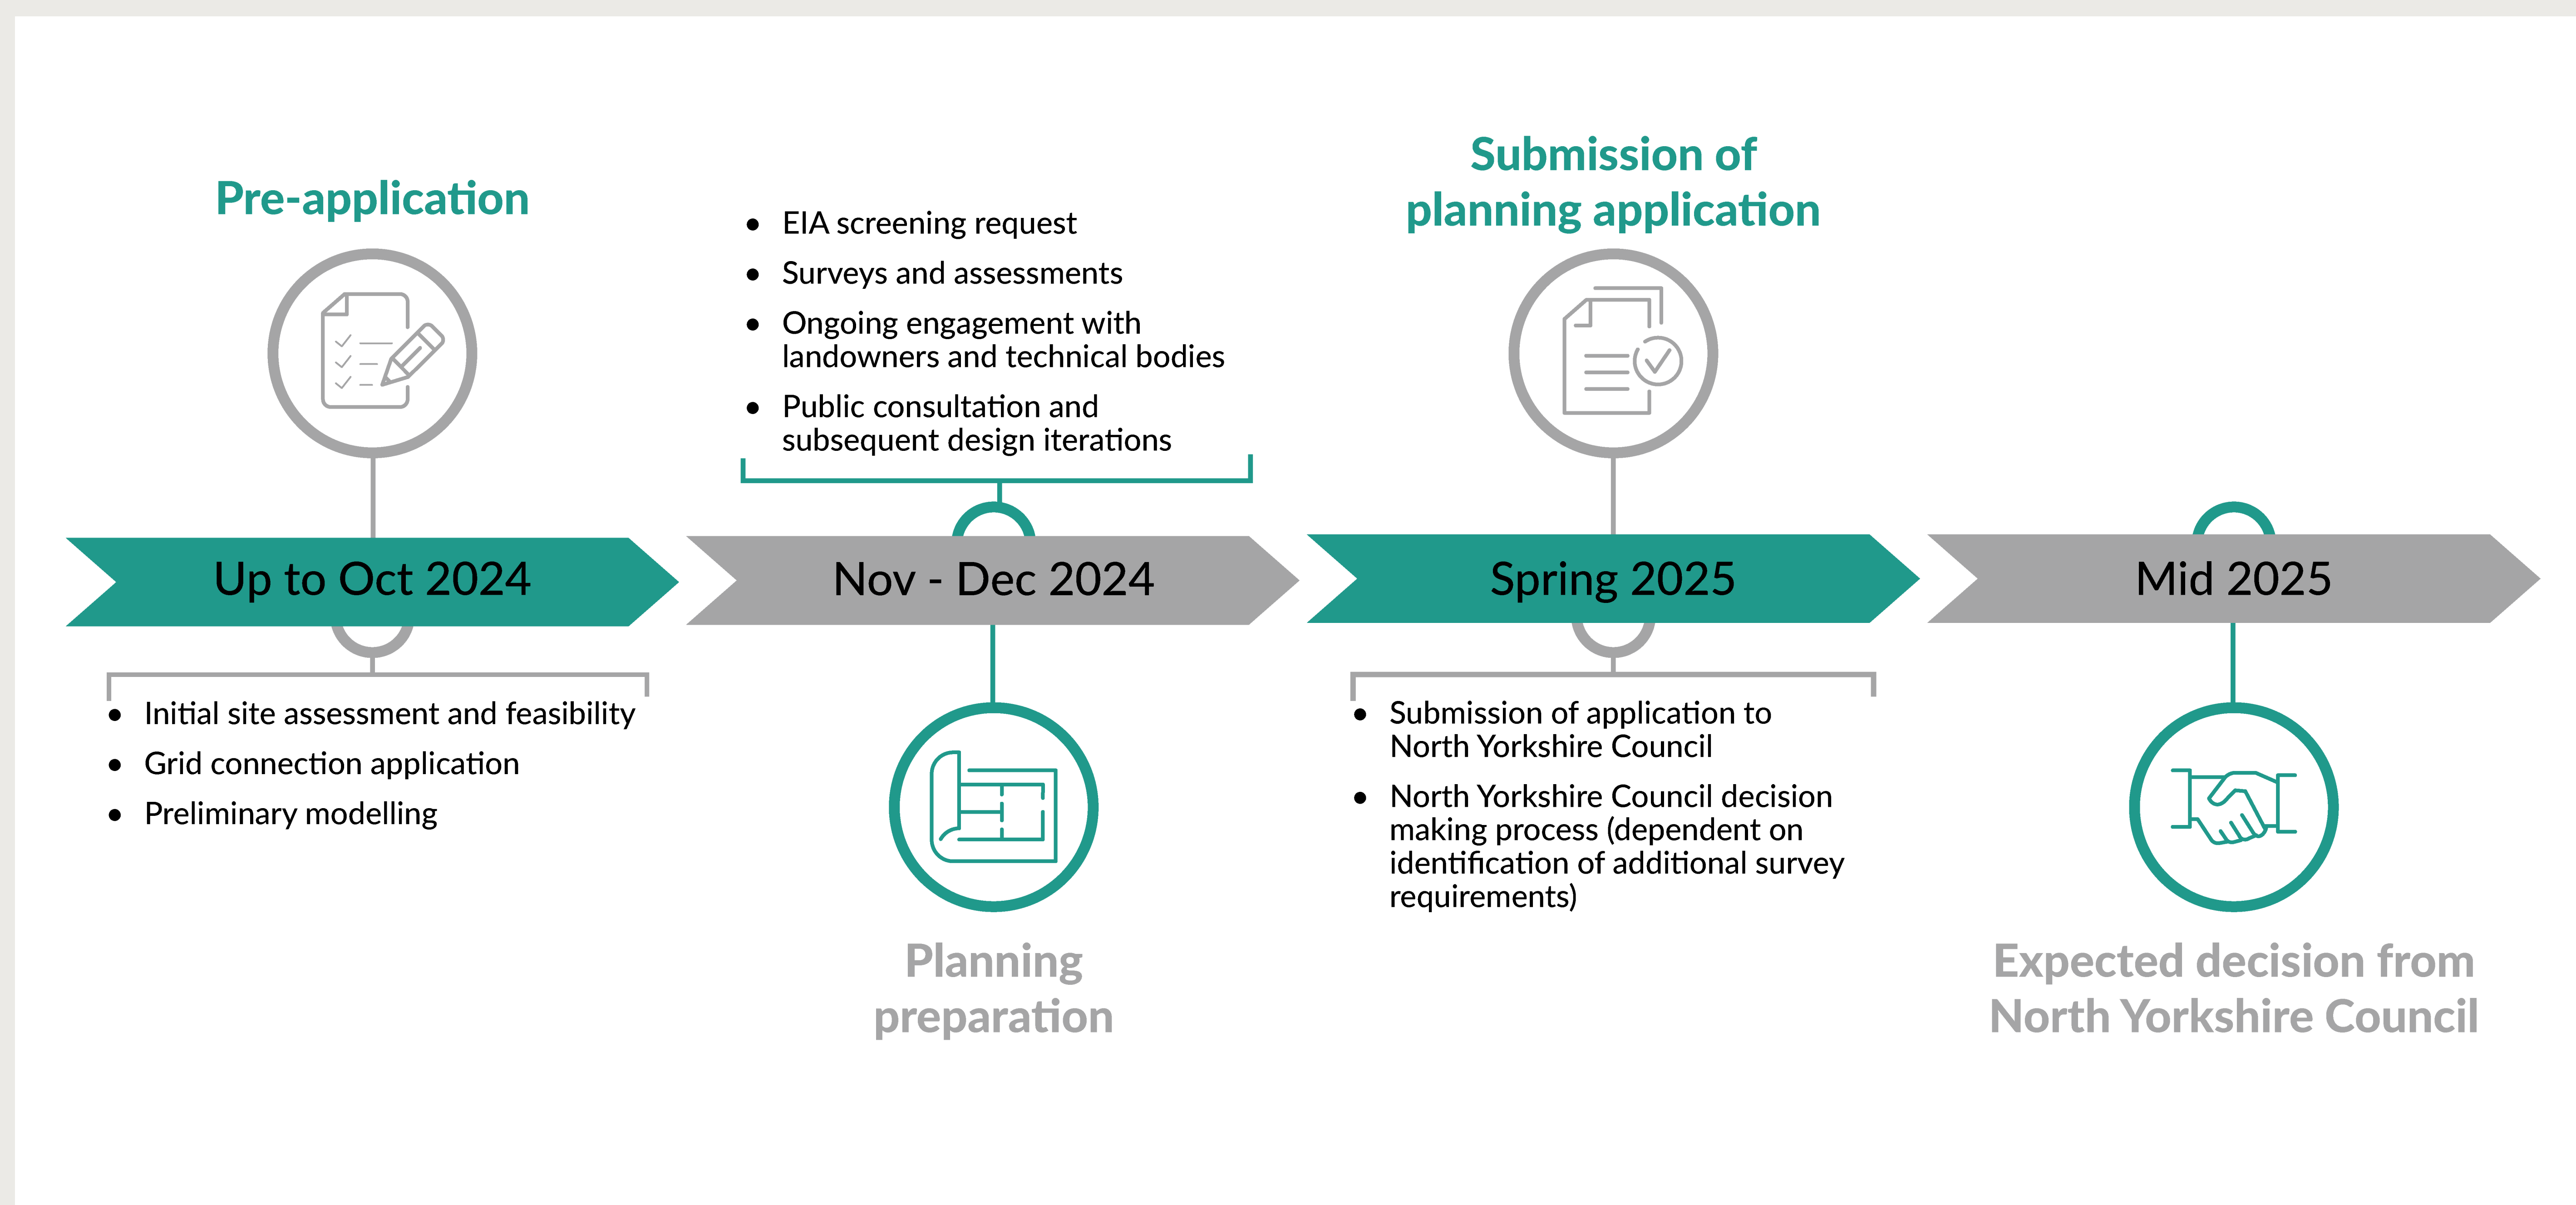 Pre-application
Up to Oct 2024
• Initial site assessment and feasibility
• Grid connection application
• Preliminary modelling
• EIA screening request
• Surveys and assessments
• Ongoing engagement with
landowners and technical bodies
• Public consultation and
subsequent design iterations
Nov - Dec 2024
Planning
preparation
Submission of
planning application
Spring 2025
• Submission of application to
North Yorkshire Council
• North Yorkshire Council decision
making process (dependent on
identification of additional survey
requirements)
Mid 2025
Expected decision from
North Yorkshire Council